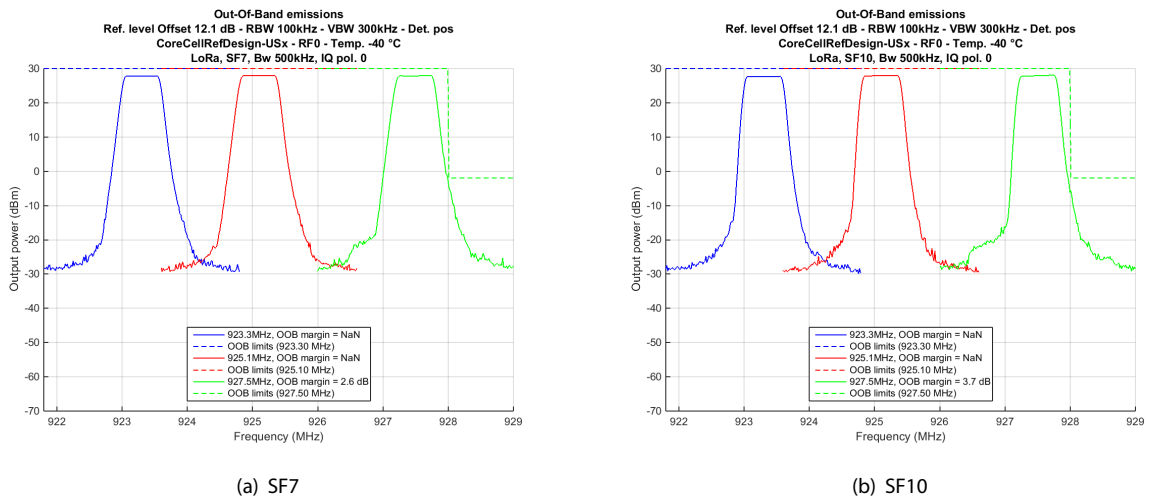 Out-Of-Band emissions
Ref. level Offset 12.1 dB - RBW 100kHz - VBW 300kHz - Det. pos
CoreCellRefDesign-USx - RF0 - Temp. -40 °C
LoRa, SF7, Bw 500kHz, IQ pol. 0
30
20
10
0
-10
-20
-30
-40
-50
-60
-70
Output power (dBm)
923.3MHz, OOB margin = NaN
OOB limits (923.30 MHz)
925.1MHz, OOB margin = NaN
OOB limits (925.10 MHz)
927.5MHz, OOB margin = 2.6 dB
OOB limits (927.50 MHz)
922 923 924 925 926 927 928 929
Frequency (MHz)
(a) SF7
Out-Of-Band emissions
Ref. level Offset 12.1 dB - RBW 100kHz - VBW 300kHz - Det. pos
CoreCellRefDesign-USx - RF0 - Temp. -40 °C
LoRa, SF10, Bw 500kHz, IQ pol. 0
30
20
10
0
-10
-20
-30
-40
-50
-60
-70
Output power (dBm)
923.3MHz, OOB margin = NaN
OOB limits (923.30 MHz)
925.1MHz, OOB margin = NaN
OOB limits (925.10 MHz)
927.5MHz, OOB margin = 3.7 dB
OOB limits (927.50 MHz)
922 923 924 925 926 927 928 929
Frequency (MHz)
(b) SF10